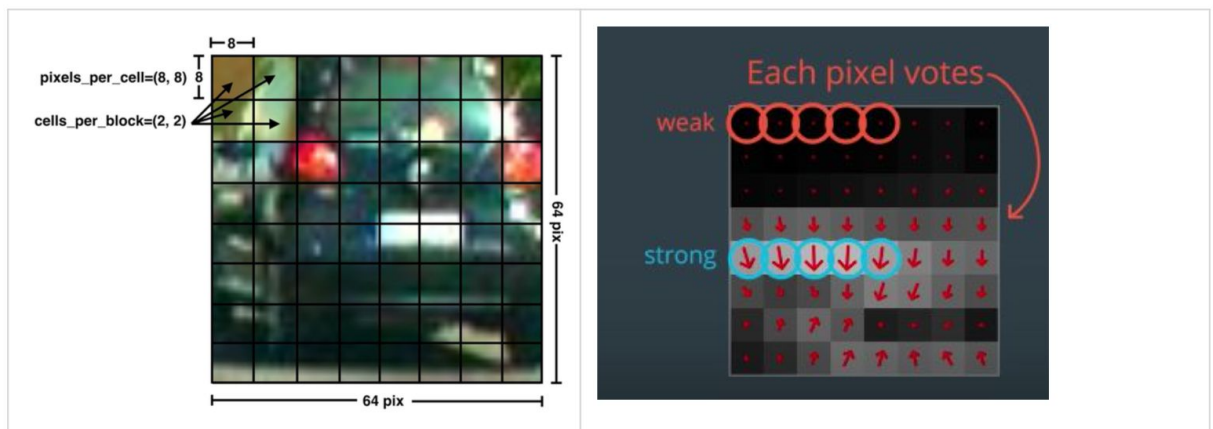 8
pixels_per_cell=(8, 8)
8
cells_per_block=(2, 2)
64 pix
64 pix
Each pixel votes
weak
strong